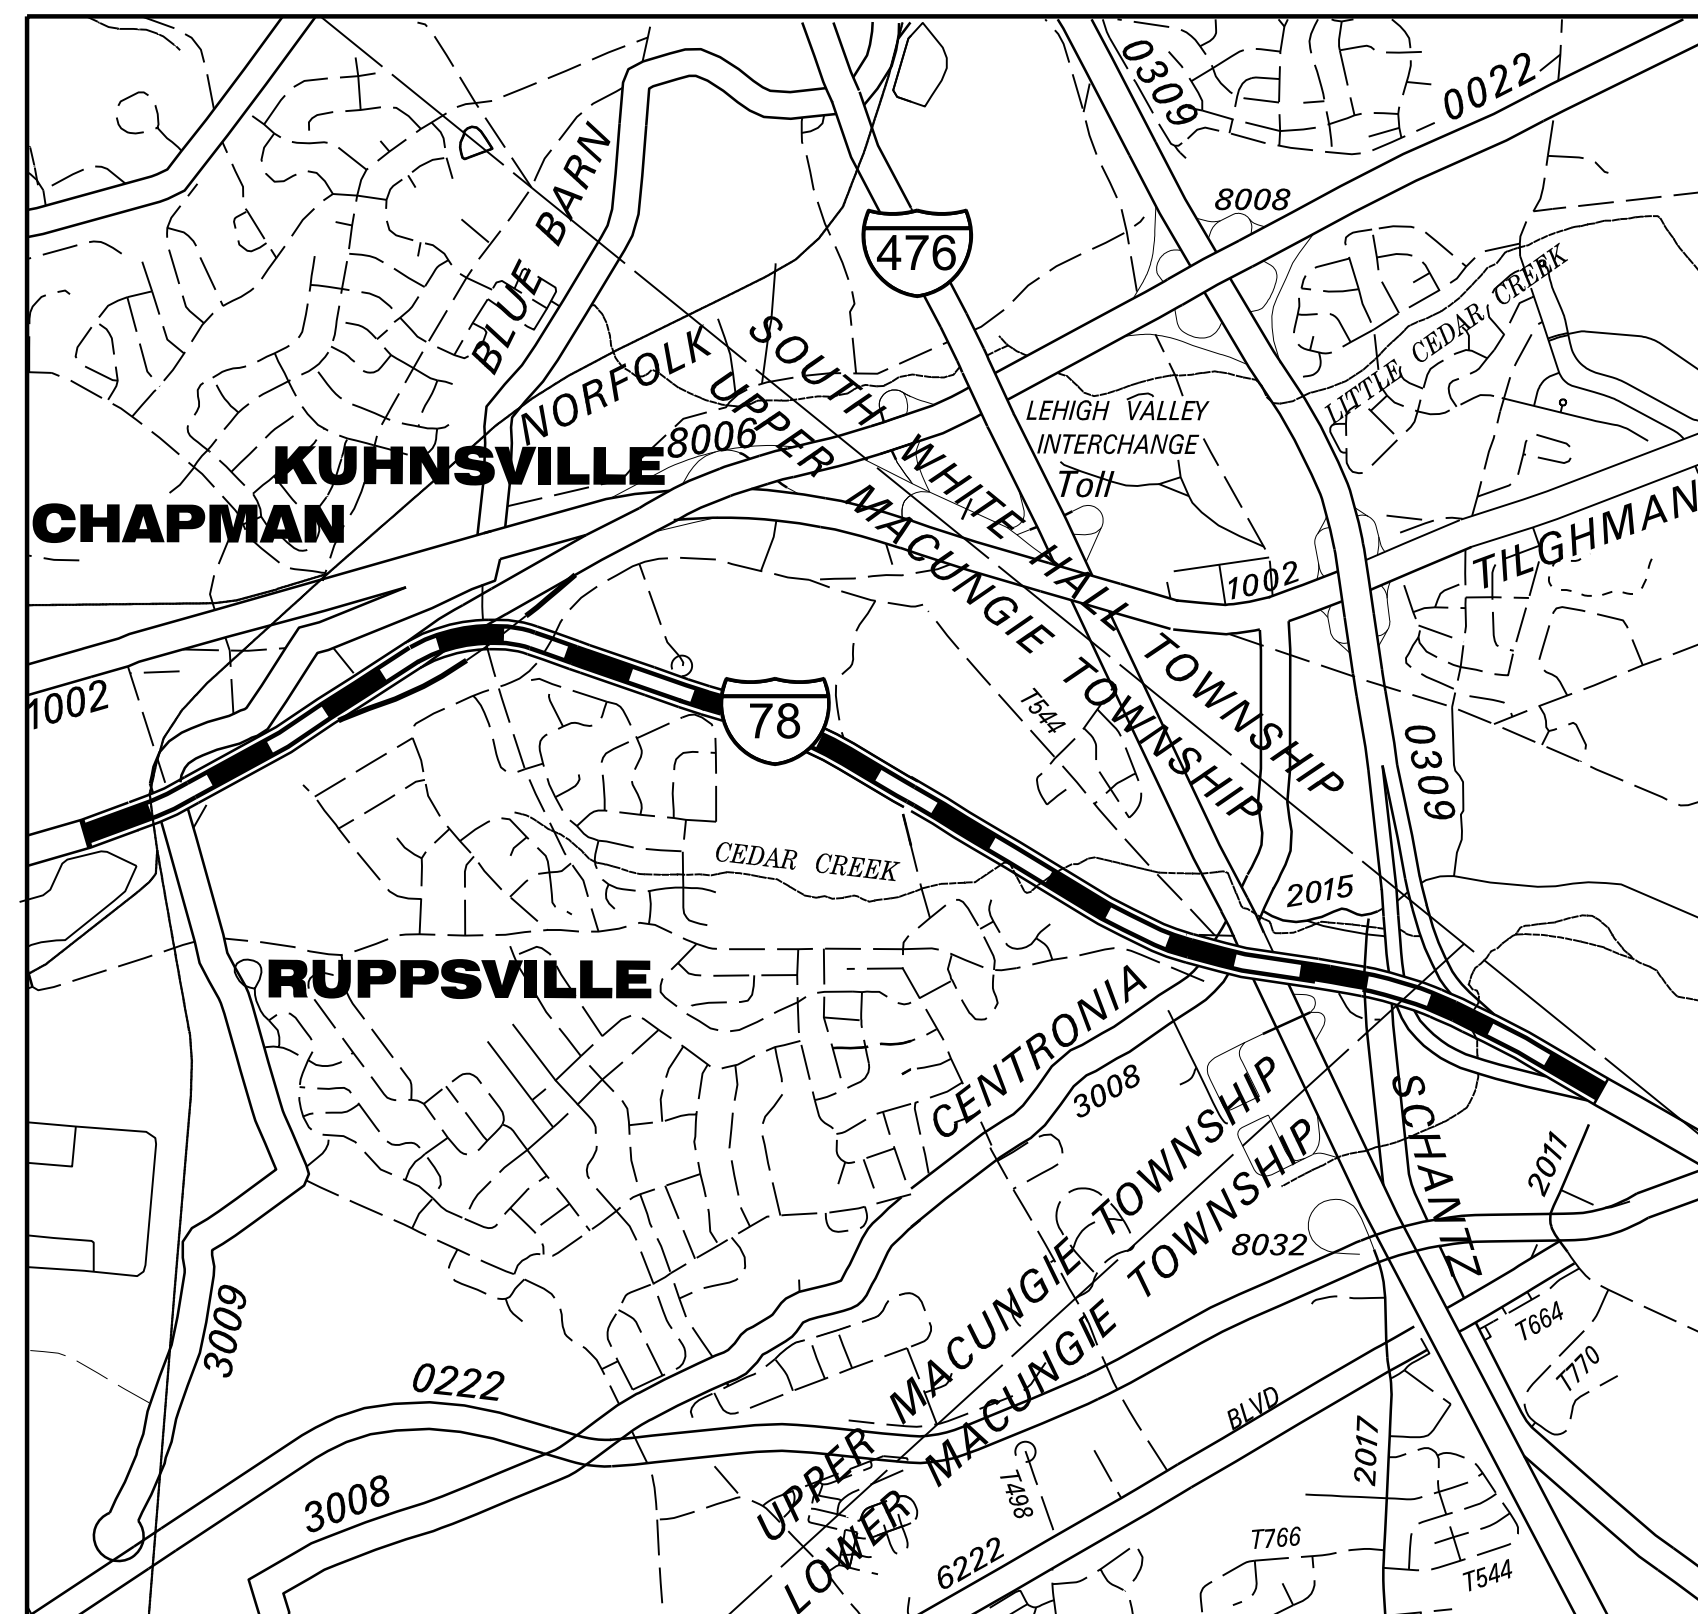 0309
0022
BLUE BARN
8008
476
LITTLE CEDAR CREEK
NORFOLK
SOUTH WHITE HALL TOWNSHIP
UPPER MACUNGIE TOWNSHIP
LEHIGH VALLEY
INTERCHANGE
Toll
8006
KUHNSVILLE
CHAPMAN
TILGHMAN
1002
1002
T544
78
0309
CEDAR CREEK
2015
RUPPSVILLE
CENTRONIA
3008
SCHANTZ
2011
UPPER MACUNGIE TOWNSHIP
LOWER MACUNGIE TOWNSHIP
8032
3009
T664
T770
0222
BLVD
2017
3008
T498
6222
T766
T544